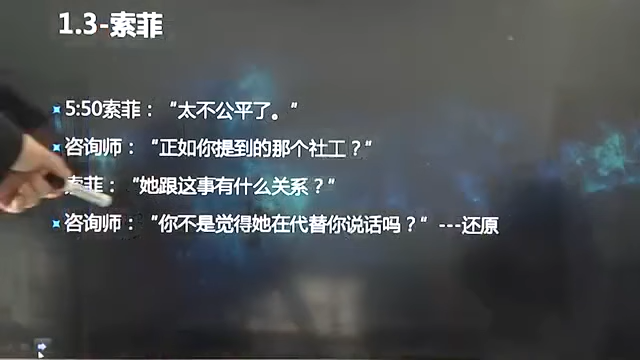 1.3-索菲
5:50索菲：“太不公平了。”
咨询师：“正如你提到的那个社工？”
索菲：“她跟这事有什么关系？”
咨询师：“你不是觉得她在代替你说话吗？”---还原